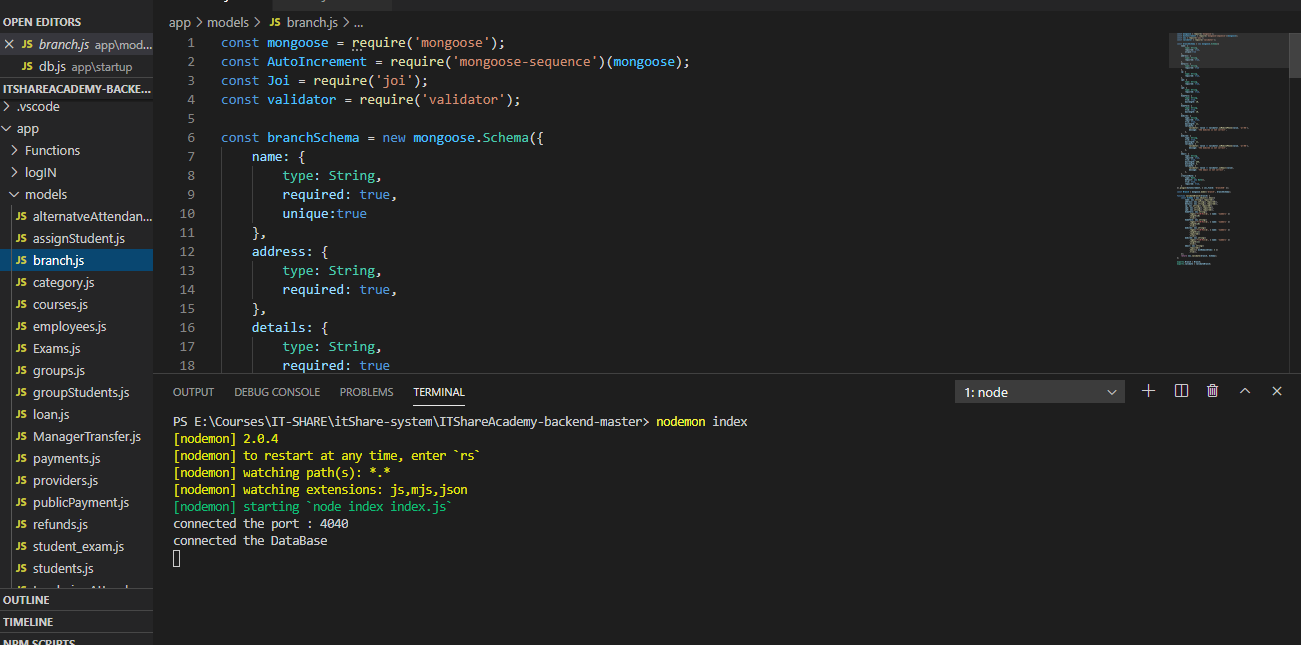 OPEN EDITORS
JS branch.js app\mod...
JS db.js app\startup
ITSHAREACADEMY-BACKE...
.vscode
app
Functions
logIN
models
JS alternatveAttendan...
JS assignStudent.js
JS branch.js
JS category.js
JS courses.js
JS employees.js
JS Exams.js
JS groups.js
JS groupStudents.js
JS loan.js
JS ManagerTransfer.js
JS payments.js
JS providers.js
JS publicPayment.js
JS refunds.js
JS student_exam.js
JS students.js
OUTLINE
TIMELINE
NPM SCRIPTS
app > models > JS branch.js > ...
1 const mongoose = require('mongoose');
2 const AutoIncrement = require('mongoose-sequence')(mongoose);
3 const Joi = require('joi');
4 const validator = require('validator');
5
6 const branchSchema = new mongoose.Schema({
7 name: {
8 type: String,
9 required: true,
10 unique:true
11 },
12 address: {
13 type: String,
14 required: true,
15 },
16 details: {
17 type: String,
18 required: true
OUTPUT DEBUG CONSOLE PROBLEMS TERMINAL 1: node
PS E:\Courses\IT-SHARE\itShare-system\ITShareAcademy-backend-master> nodemon index
[nodemon] 2.0.4
[nodemon] to restart at any time, enter `rs`
[nodemon] watching path(s): *.*
[nodemon] watching extensions: js,mjs,json
[nodemon] starting `node index index.js`
connected the port : 4040
connected the DataBase